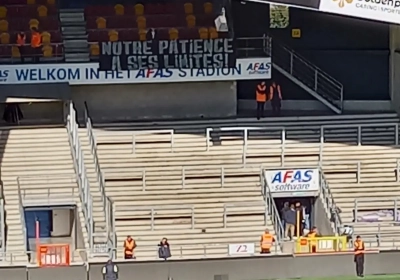 NOTRE PATIENCE
A SES LIMITES!
WELKOM IN HET AFAS STADION
AFAS
AFAS
software